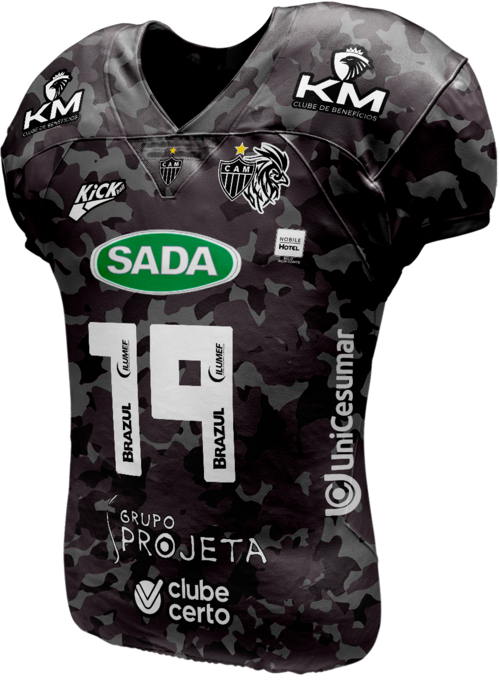 KM
CLUBE DE BENEFÍCIOS
KM
CLUBE DE BENEFÍCIOS
CAM
CAM
KiCK
NOBILE
HOTEL
SADA
19
BRAZUL
ILUMEF
BRAZUL
ILUMEF
UniCesumar
GRUPO
PROJETA
clube
certo